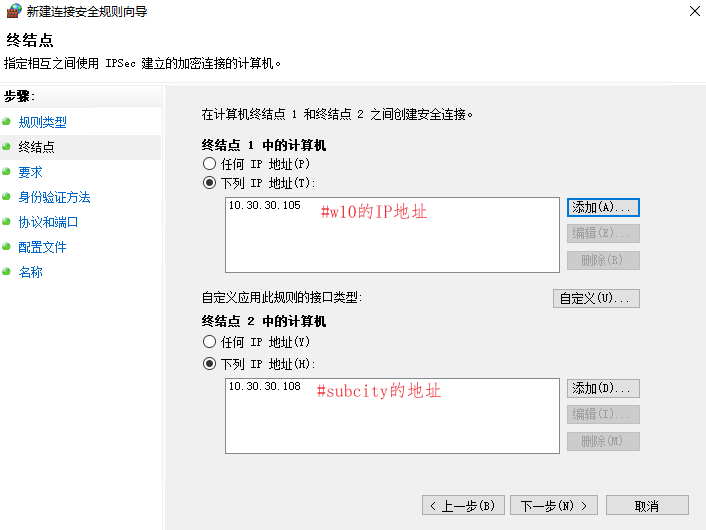 新建连接安全规则向导
终结点
指定相互之间使用 IPSec 建立的加密连接的计算机。
步骤:
规则类型
终结点
要求
身份验证方法
协议和端口
配置文件
名称
在计算机终结点 1 和终结点 2 之间创建安全连接。
终结点 1 中的计算机
任何 IP 地址(P)
下列 IP 地址(T):
10.30.30.105 #w10的IP地址
添加(A)...
编辑(E)...
删除(R)
自定义应用此规则的接口类型:
自定义(U)...
终结点 2 中的计算机
任何 IP 地址(Y)
下列 IP 地址(H):
10.30.30.108 #subcity的地址
添加(D)...
编辑(I)...
删除(M)
< 上一步(B)
下一步(N) >
取消